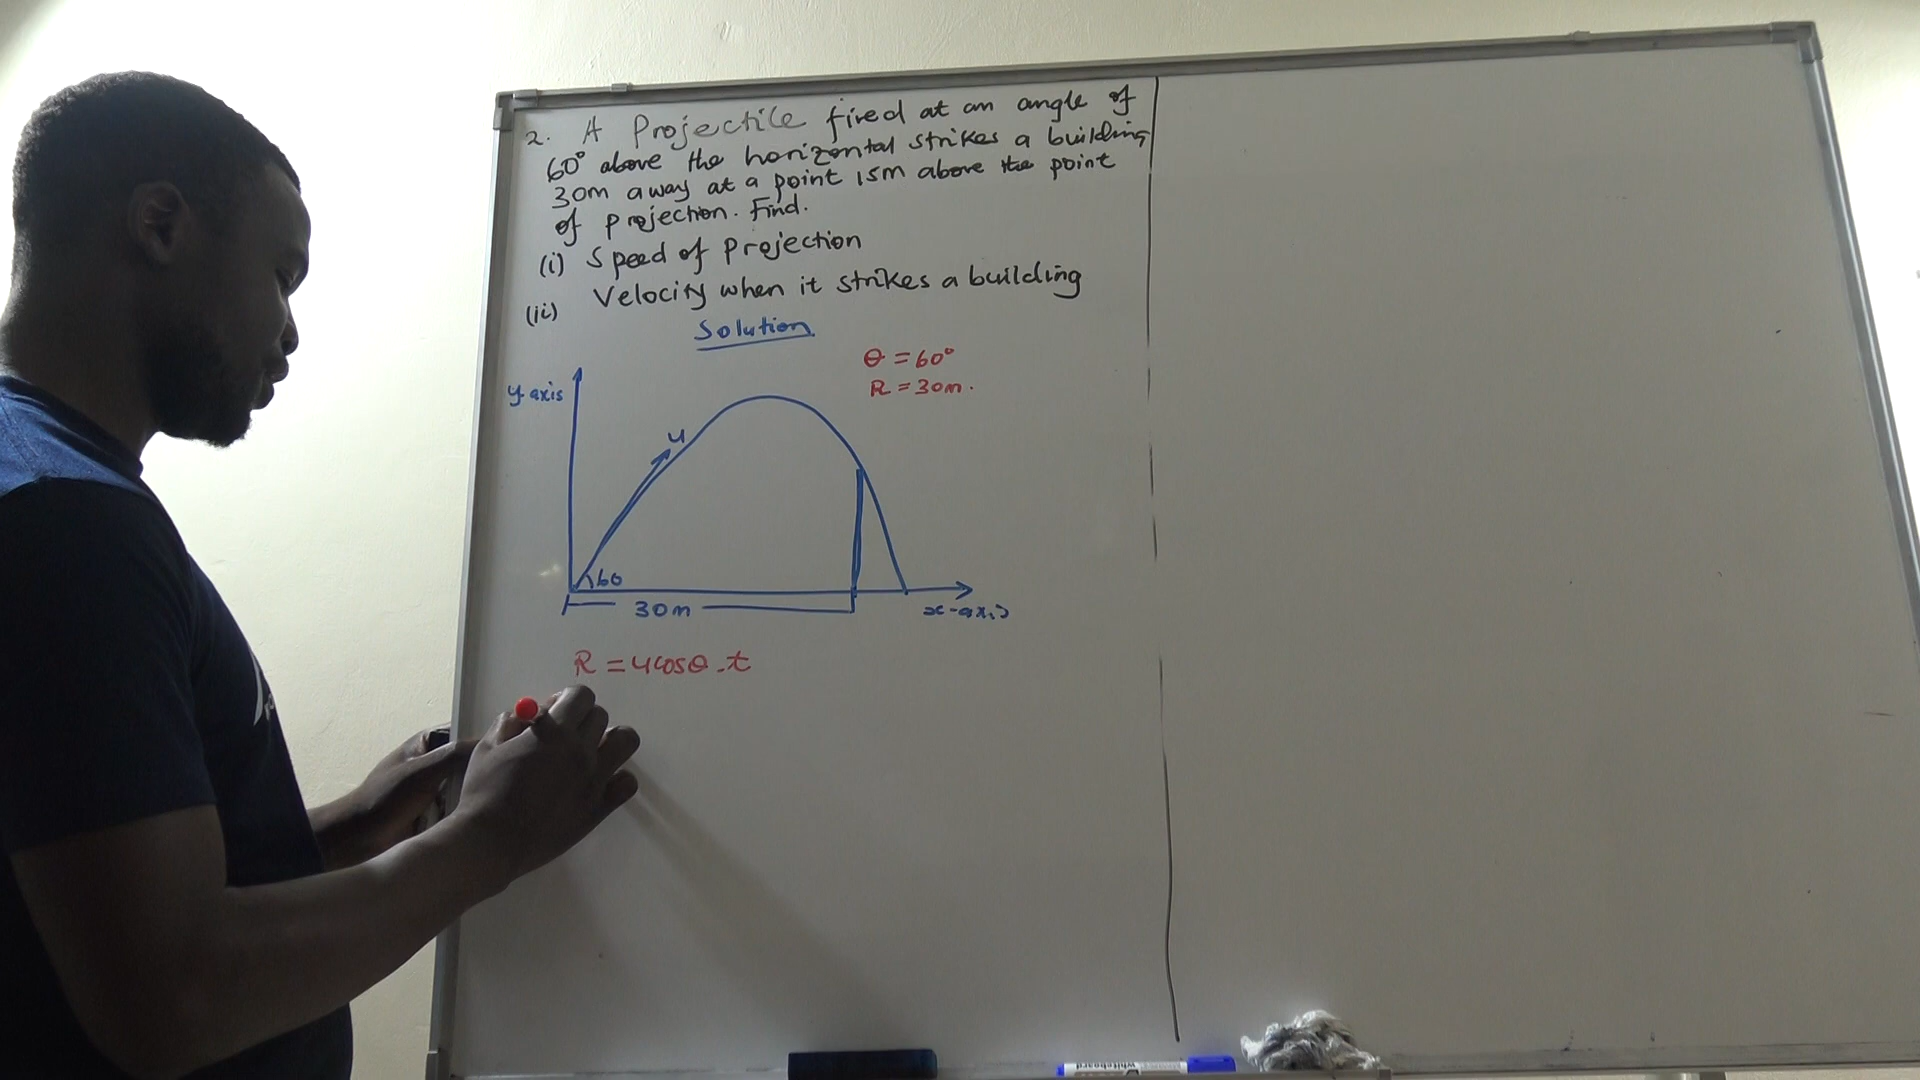 2. A Projectile fired at an angle of
60° above the horizontal strikes a building
30m away at a point 15m above the point
of projection. Find.
(i) Speed of projection
(ii) Velocity when it strikes a building
Solution
θ = 60°
R = 30m.
y-axis
u
60
30m
x-axis
R = ucosθ.t
whiteboard